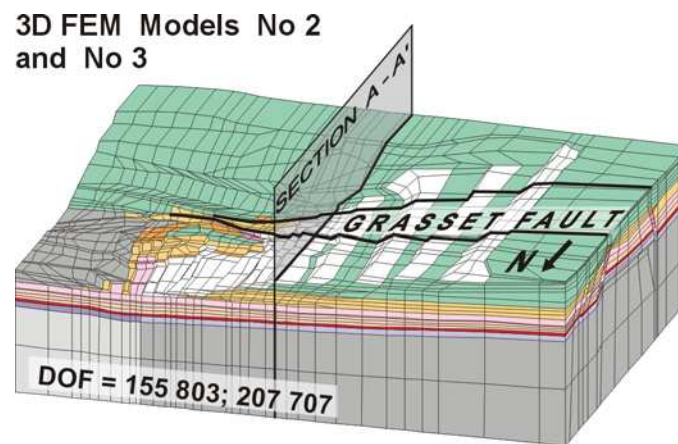 3D FEM Models No 2
and No 3
SECTION A-A'
GRASSET FAULT
N
DOF = 155 803; 207 707